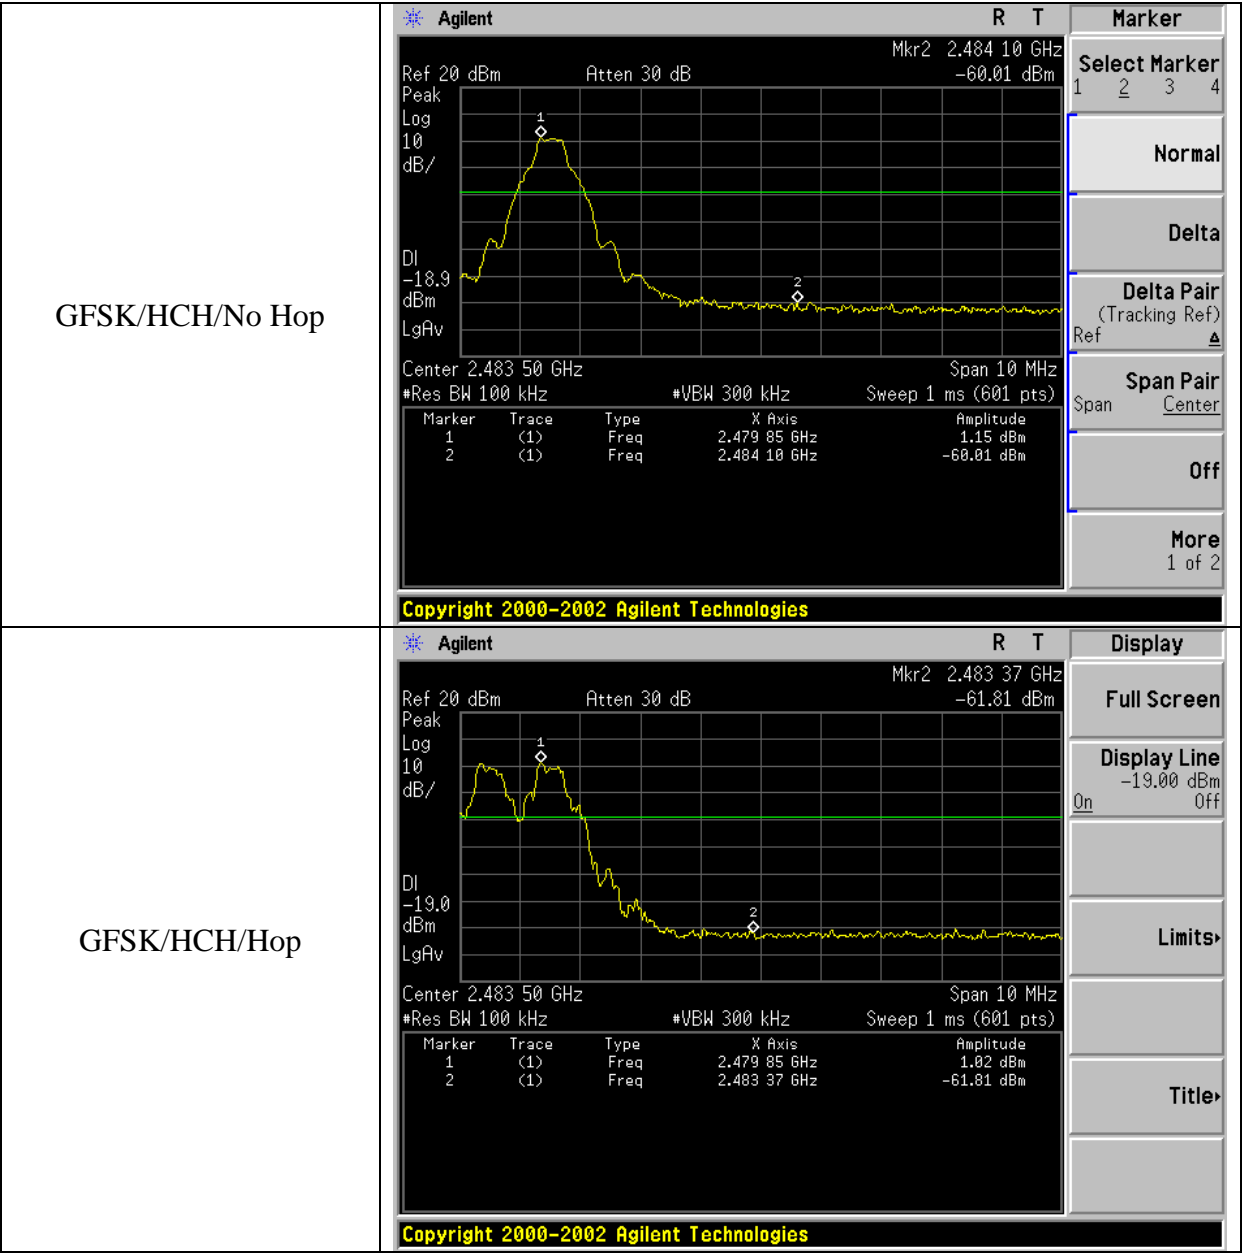 GFSK/HCH/No Hop
Agilent R T
Mkr2 2.484 10 GHz
Ref 20 dBm Atten 30 dB -60.01 dBm
Peak
Log
10
dB/
1
2
DI
-18.9
dBm
LgAv
Center 2.483 50 GHz Span 10 MHz
#Res BW 100 kHz #VBW 300 kHz Sweep 1 ms (601 pts)
Marker Trace Type X Axis Amplitude
1 (1) Freq 2.479 85 GHz 1.15 dBm
2 (1) Freq 2.484 10 GHz -60.01 dBm
Copyright 2000-2002 Agilent Technologies
Marker
Select Marker
1 2 3 4
Normal
Delta
Delta Pair
(Tracking Ref)
Ref Δ
Span Pair
Span Center
Off
More
1 of 2
GFSK/HCH/Hop
Agilent R T
Mkr2 2.483 37 GHz
Ref 20 dBm Atten 30 dB -61.81 dBm
Peak
Log
10
dB/
1
2
DI
-19.0
dBm
LgAv
Center 2.483 50 GHz Span 10 MHz
#Res BW 100 kHz #VBW 300 kHz Sweep 1 ms (601 pts)
Marker Trace Type X Axis Amplitude
1 (1) Freq 2.479 85 GHz 1.02 dBm
2 (1) Freq 2.483 37 GHz -61.81 dBm
Copyright 2000-2002 Agilent Technologies
Display
Full Screen
Display Line
-19.00 dBm
On Off
Limits▸
Title▸